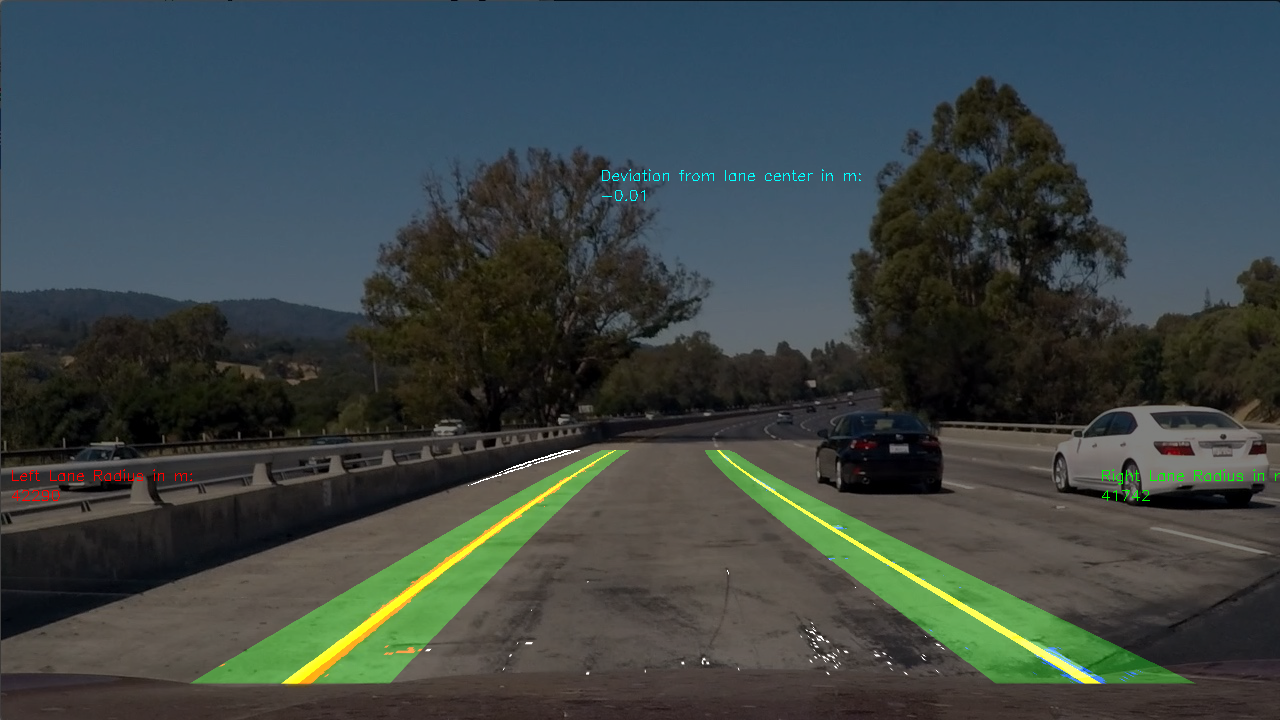 Deviation from lane center in m:
-0.01
Left Lane Radius in m:
-2290
Right Lane Radius in
41742